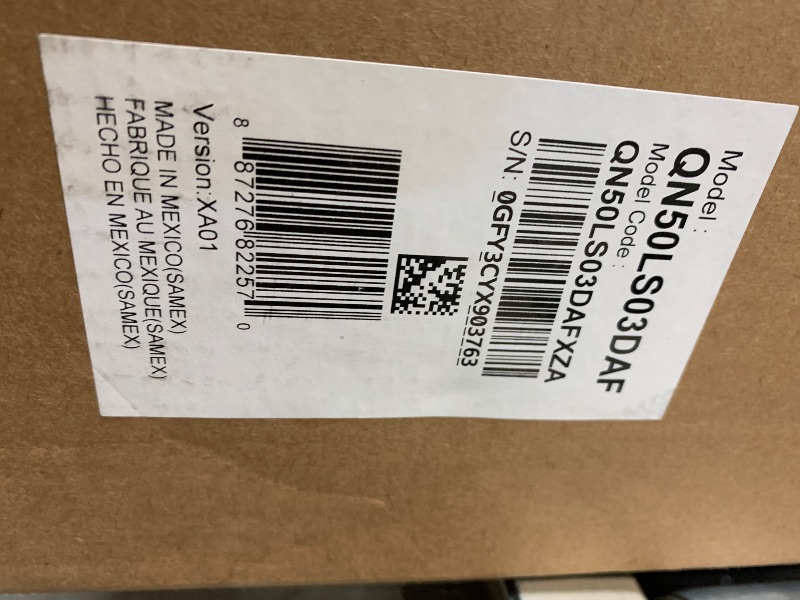 Model :
QN50LS03DAF
Model Code :
QN50LS03DAFXZA
S/N: 0GFY3CYX903763
8 87276 82257 0
Version:XA01
MADE IN MEXICO(SAMEX)
FABRIQUE AU MEXIQUE(SAMEX)
HECHO EN MEXICO(SAMEX)